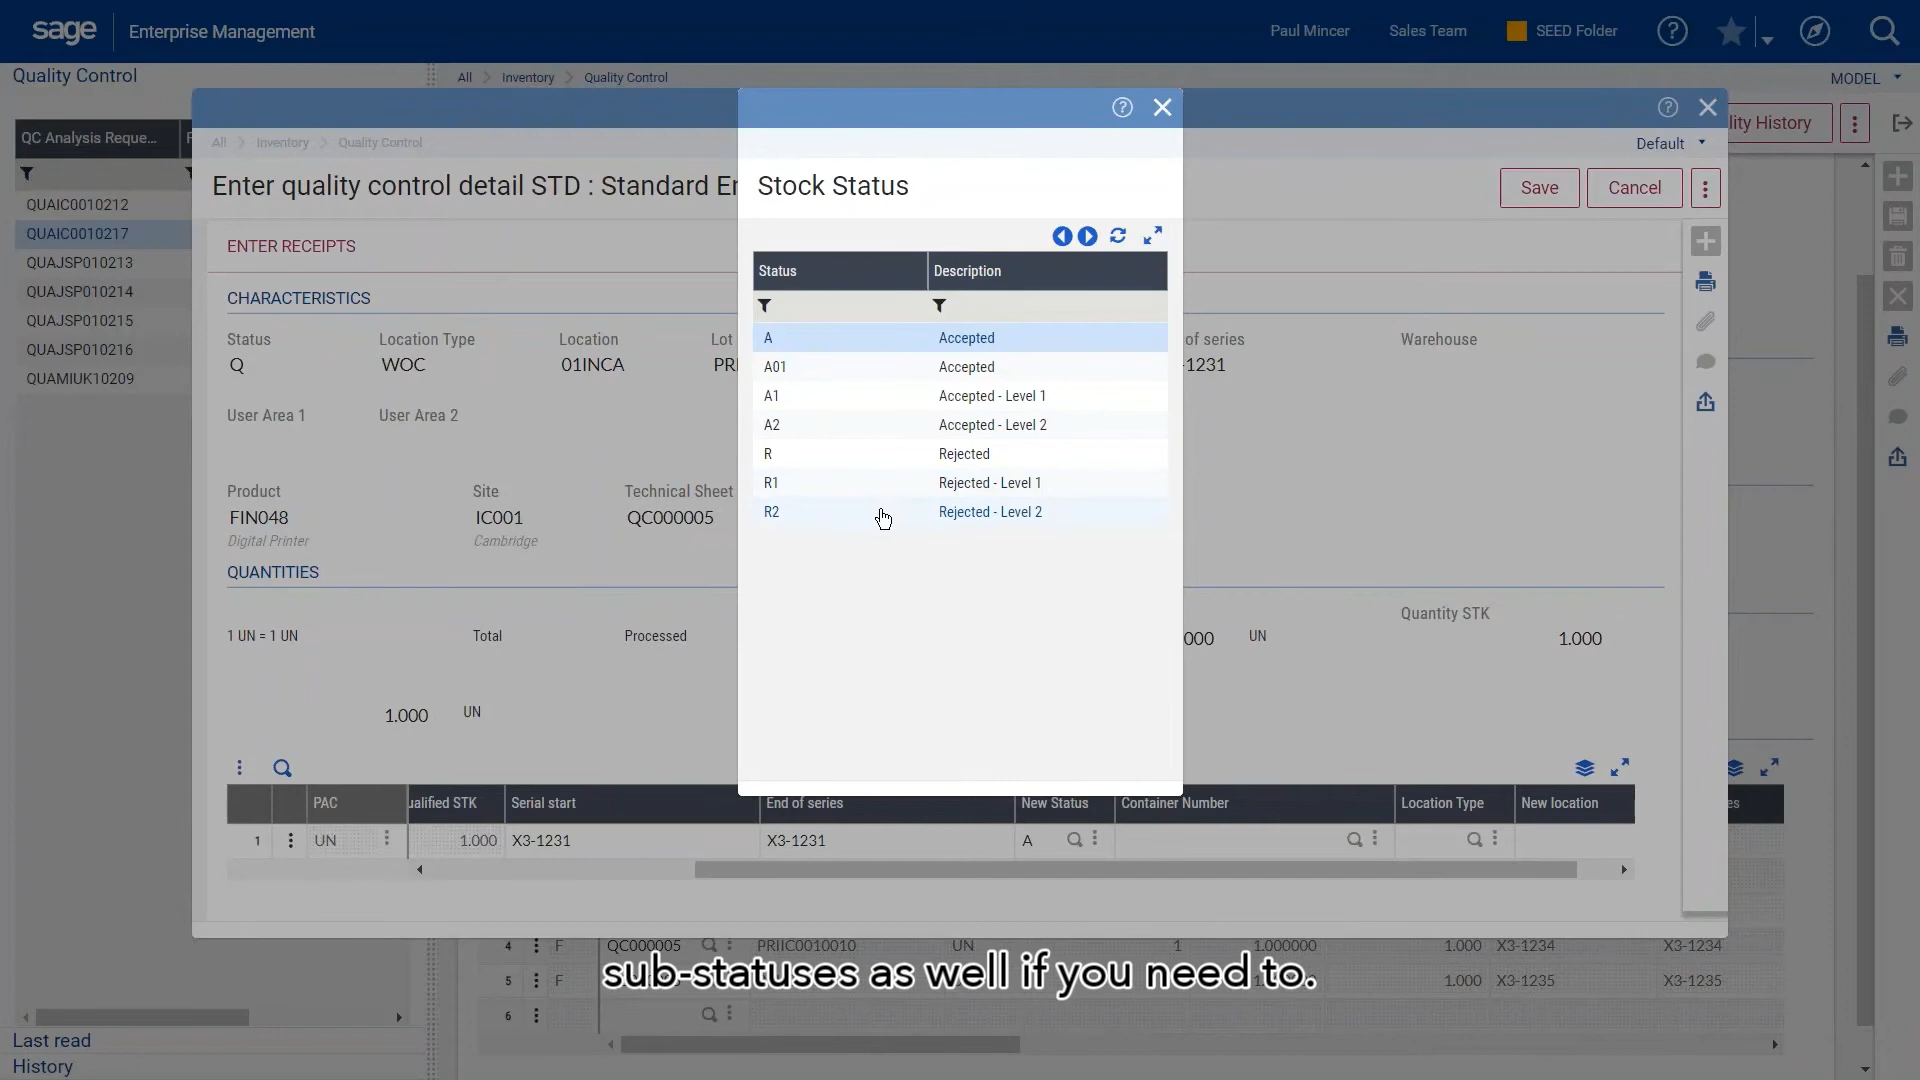 sage
Enterprise Management
Paul Mincer
Sales Team
SEED Folder
Quality Control
All
Inventory
Quality Control
MODEL
QC Analysis Reque...
QUAIC0010212
QUAIC0010217
QUAJSP010213
QUAJSP010214
QUAJSP010215
QUAJSP010216
QUAMIUK10209
Last read
History
lity History
All
Inventory
Quality Control
Default
Enter quality control detail STD : Standard
Save
Cancel
ENTER RECEIPTS
CHARACTERISTICS
Status
Location Type
Location
Lot
of series
Warehouse
Q
WOC
01INCA
PRI
-1231
User Area 1
User Area 2
Product
Site
Technical Sheet
FIN048
IC001
QC000005
Digital Printer
Cambridge
QUANTITIES
Quantity STK
1 UN = 1 UN
Total
Processed
000
UN
1.000
1.000
UN
Stock Status
Status
Description
A
Accepted
A01
Accepted
A1
Accepted - Level 1
A2
Accepted - Level 2
R
Rejected
R1
Rejected - Level 1
R2
Rejected - Level 2
PAC
ualified STK
Serial start
End of series
New Status
Container Number
Location Type
New location
es
1
UN
1.000
X3-1231
X3-1231
A
4
F
QC000005
PRIIC0010010
UN
1
1.000000
1.000
X3-1234
X3-1234
5
F
1.000
X3-1235
X3-1235
6
sub-statuses as well if you need to.